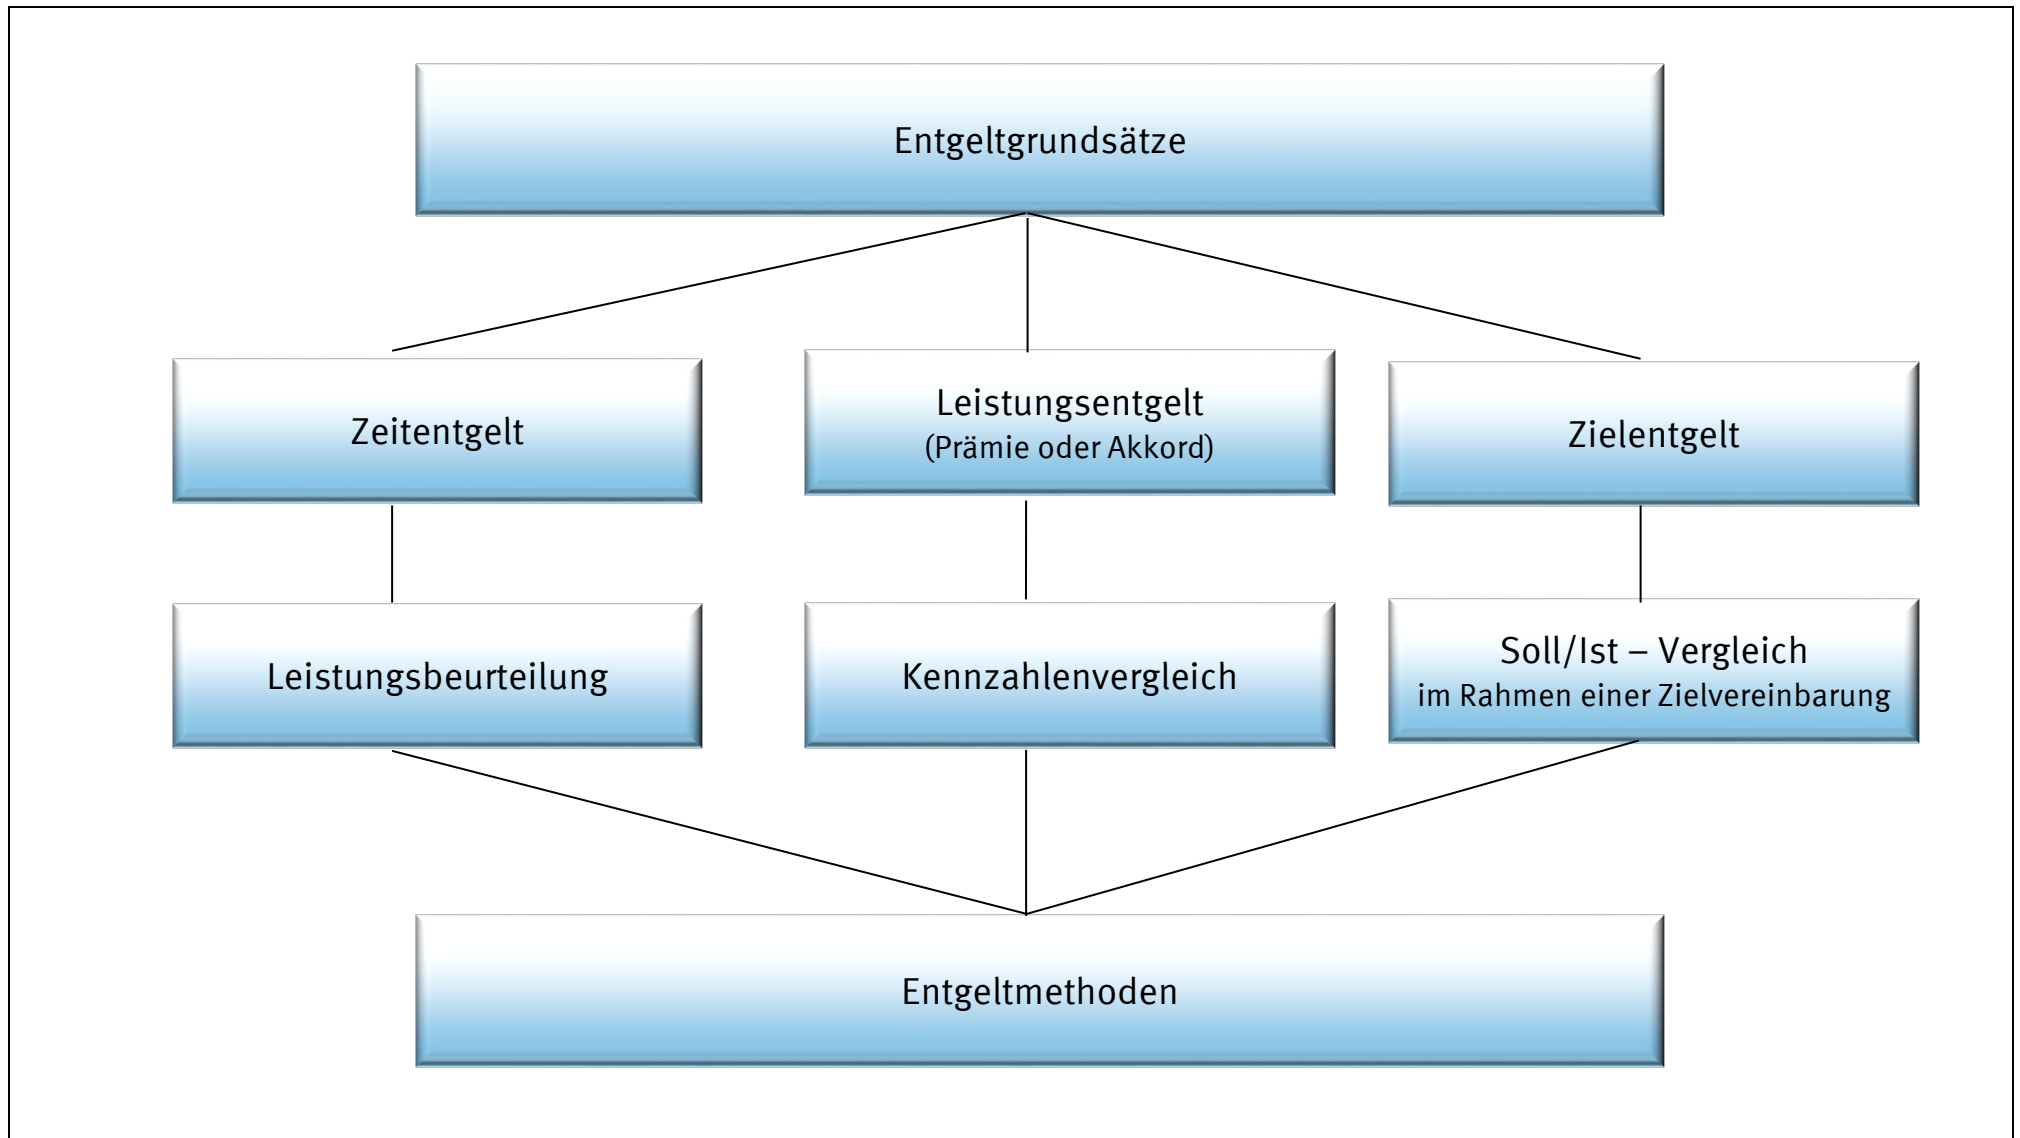 Entgeltgrundsätze
Zeitentgelt
Leistungsentgelt
(Prämie oder Akkord)
Zielentgelt
Leistungsbeurteilung
Kennzahlenvergleich
Soll/Ist – Vergleich
im Rahmen einer Zielvereinbarung
Entgeltmethoden